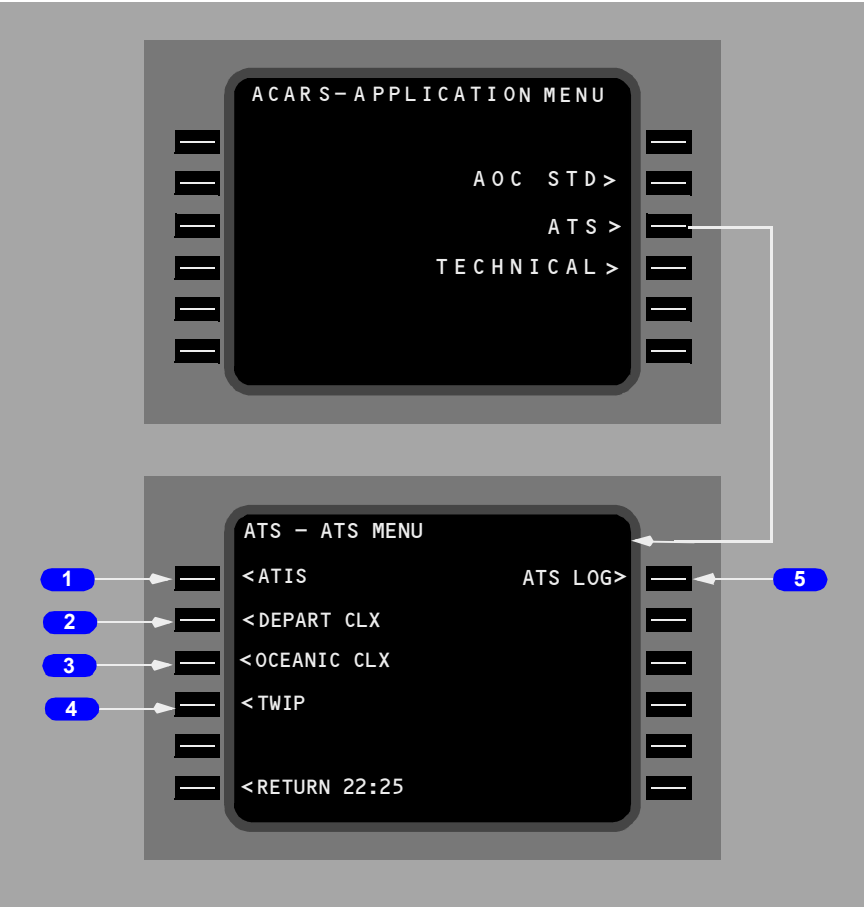 ACARS-APPLICATION MENU
AOC STD>
ATS>
TECHNICAL>
ATS - ATS MENU
1 <ATIS ATS LOG> 5
2 <DEPART CLX
3 <OCEANIC CLX
4 <TWIP
<RETURN 22:25